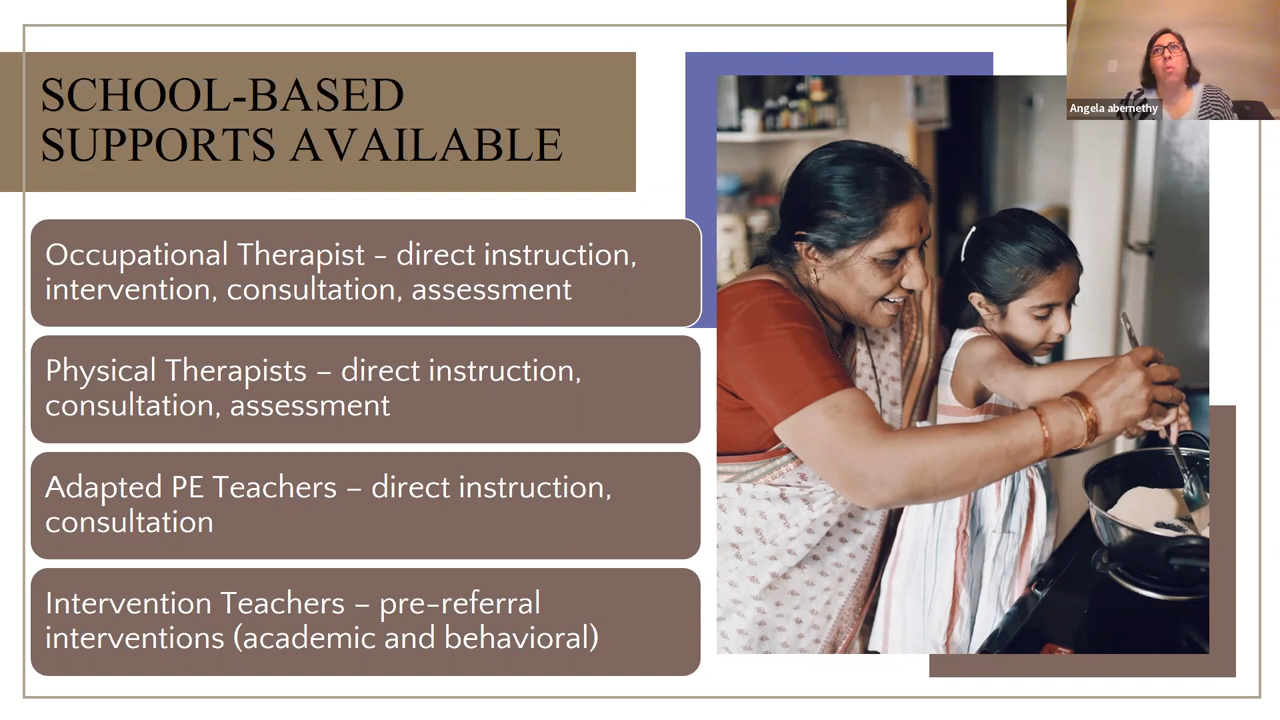 SCHOOL-BASED
SUPPORTS AVAILABLE
Angela abernethy
Occupational Therapist – direct instruction,
intervention, consultation, assessment
Physical Therapists – direct instruction,
consultation, assessment
Adapted PE Teachers – direct instruction,
consultation
Intervention Teachers – pre-referral
interventions (academic and behavioral)